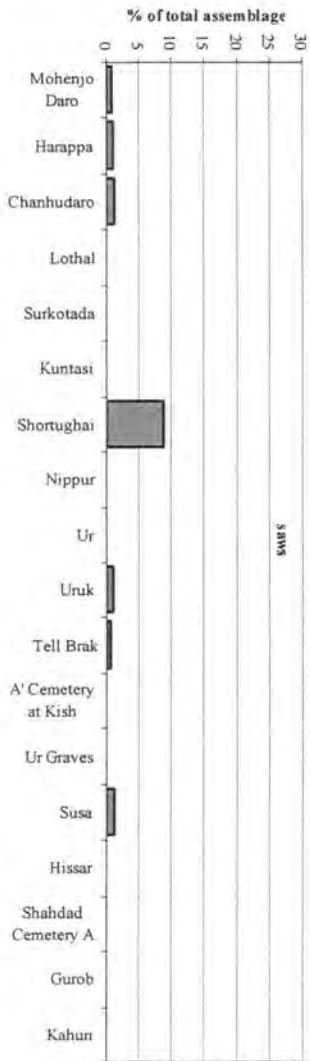 % of total assemblage
0 5 10 15 20 25 30
Mohenjo
Daro
Harappa
Chanhudaro
Lothal
Surkotada
Kuntasi
Shortughai
Nippur
Ur
saws
Uruk
Tell Brak
A' Cemetery
at Kish
Ur Graves
Susa
Hissar
Shahdad
Cemetery A
Gurob
Kahun